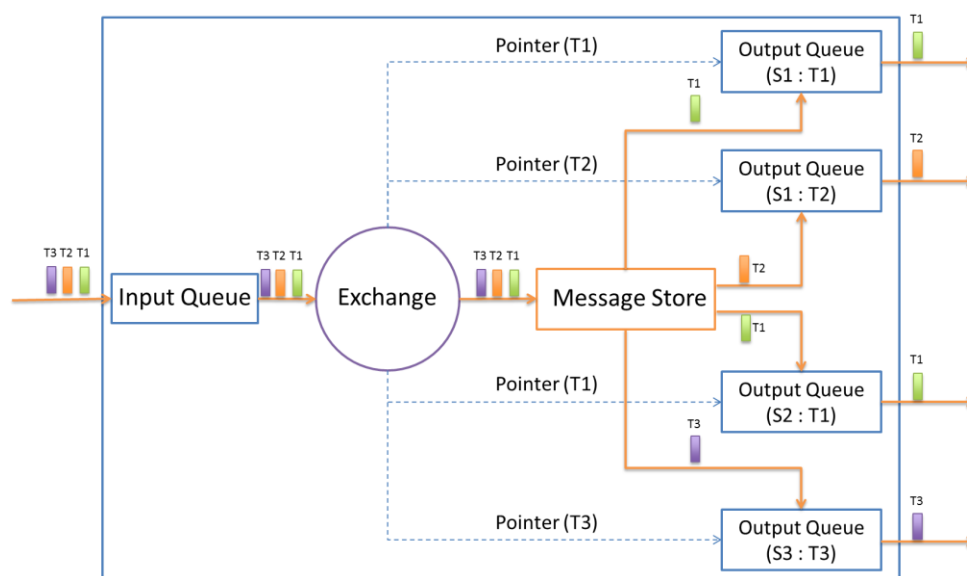 T1
Pointer (T1)
Output Queue
(S1 : T1)
T1
T2
Pointer (T2)
Output Queue
(S1 : T2)
T3 T2 T1
T3 T2 T1
T3 T2 T1
T2
Input Queue
Exchange
Message Store
T1
Pointer (T1)
Output Queue
(S2 : T1)
T1
T3
Pointer (T3)
Output Queue
(S3 : T3)
T3